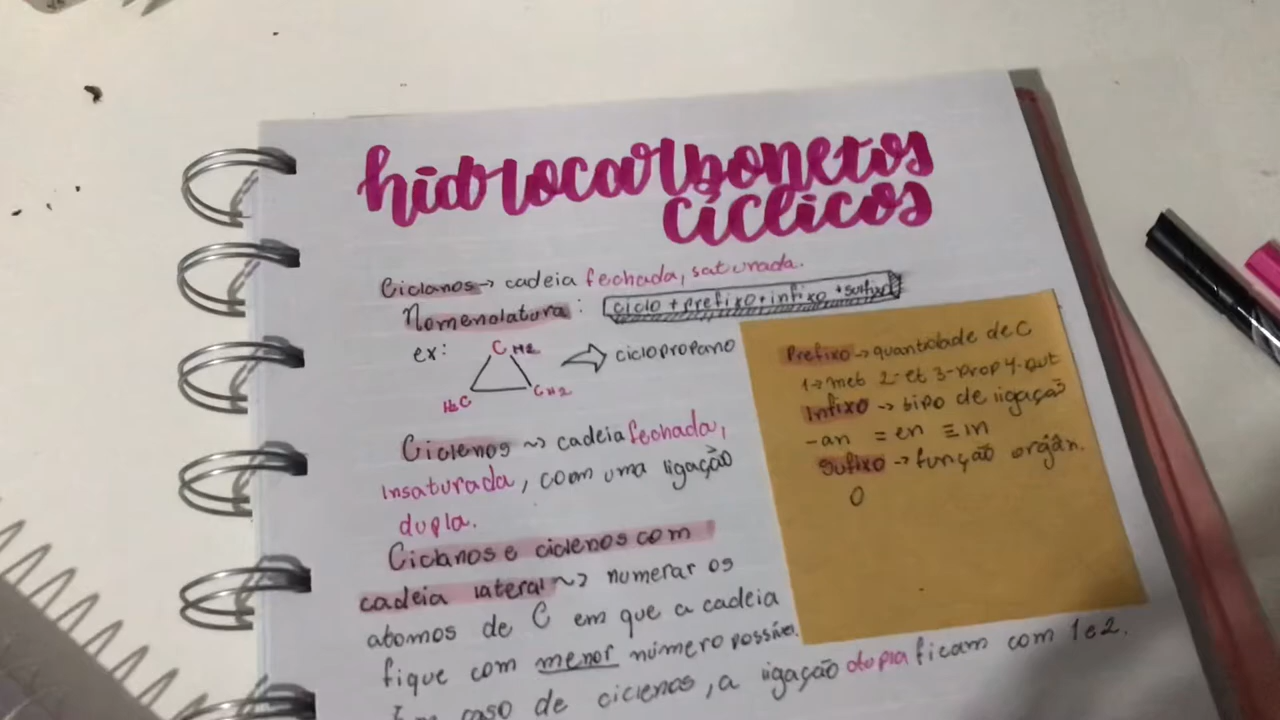 hidrocarbonetos
cíclicos
Ciclanos → cadeia fechada, saturada.
Nomenclatura: ciclo + prefixo + infixo + sufixo
ex: CH2 H2C CH2 ⇒ ciclopropano
Ciclenos ~> cadeia fechada,
insaturada, com uma ligação
dupla.
Ciclanos e ciclenos com
cadeia lateral ~> numerar os
atomos de C em que a cadeia
fique com menor número possível.
Em caso de ciclenos, a ligação dupla ficam com 1 e 2.
Prefixo → quantidade de C
1→ met 2-et 3-prop 4-but
Infixo → tipo de ligação
-an =en ≡in
Sufixo → função orgân.
O